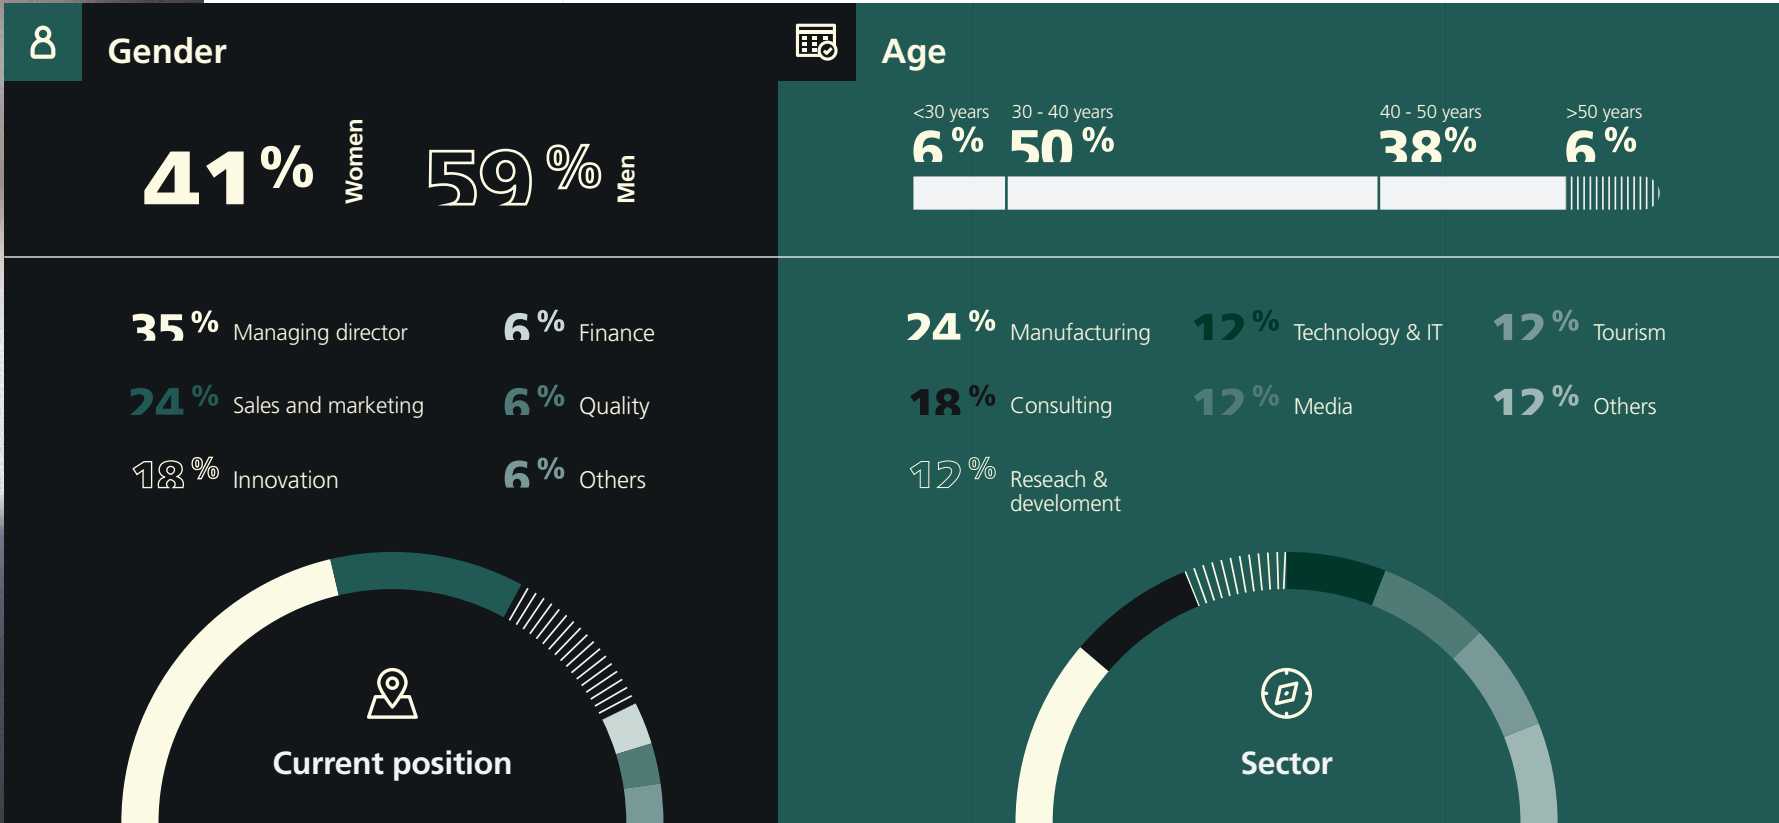 Gender
41% Women
59% Men
Age
<30 years
6%
30 - 40 years
50%
40 - 50 years
38%
>50 years
6%
35% Managing director
24% Sales and marketing
18% Innovation
6% Finance
6% Quality
6% Others
Current position
24% Manufacturing
18% Consulting
12% Reseach &
develoment
12% Technology & IT
12% Media
12% Tourism
12% Others
Sector